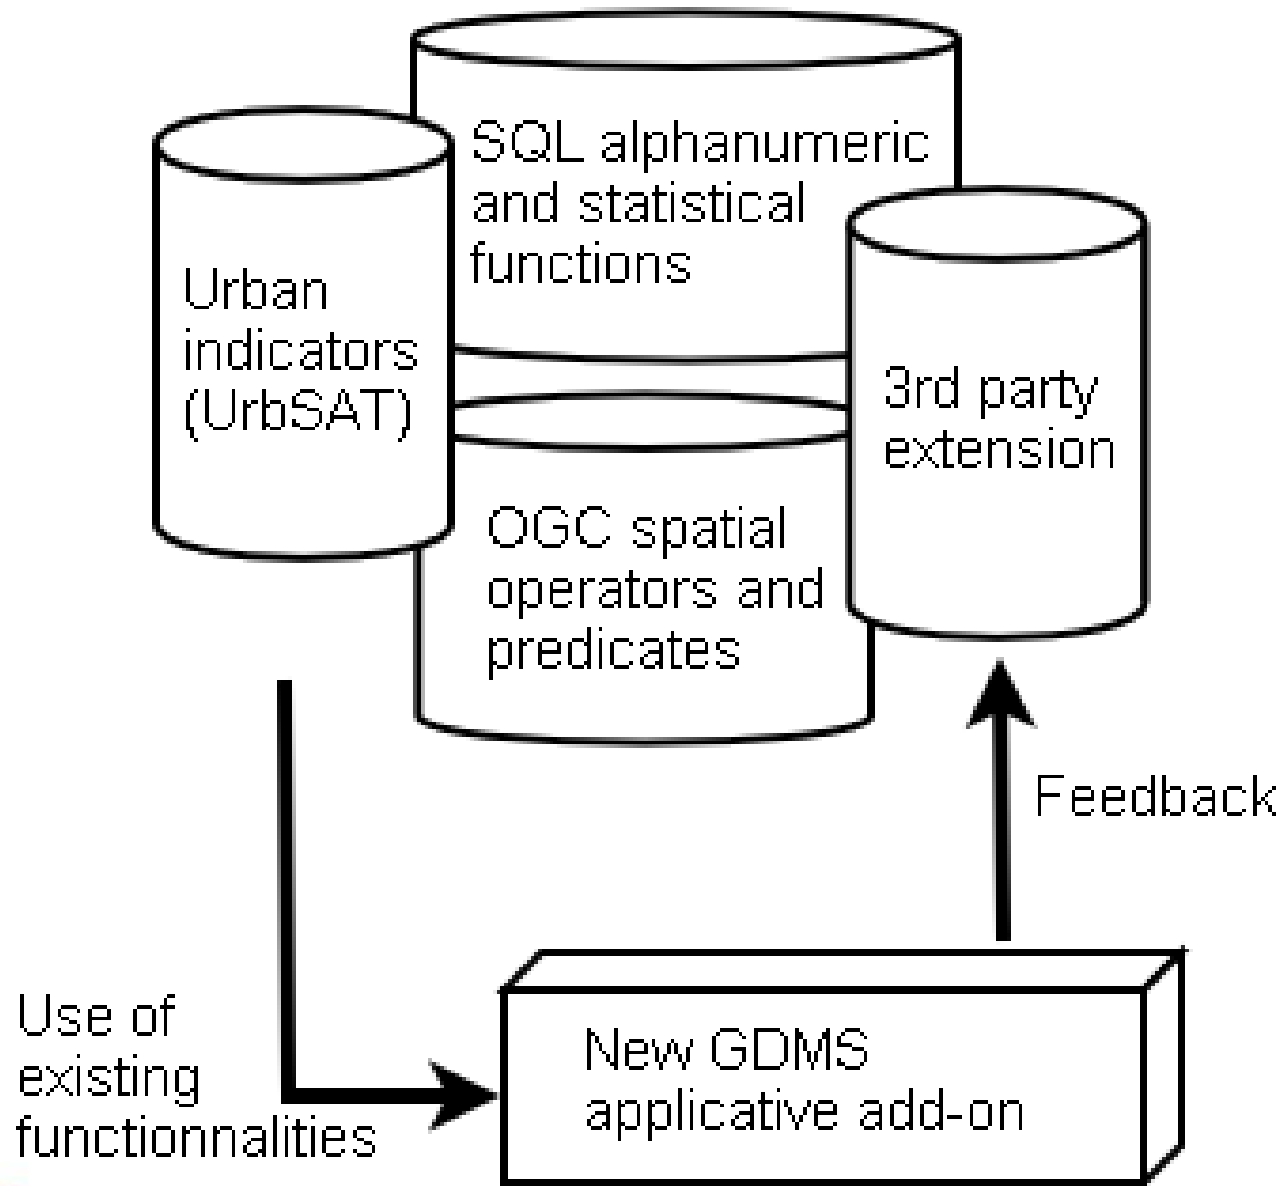 SQL alphanumeric
and statistical
functions
Urban
indicators
(UrbSAT)
3rd party
extension
OGC spatial
operators and
predicates
Feedback
Use of
existing
functionnalities
New GDMS
applicative add-on